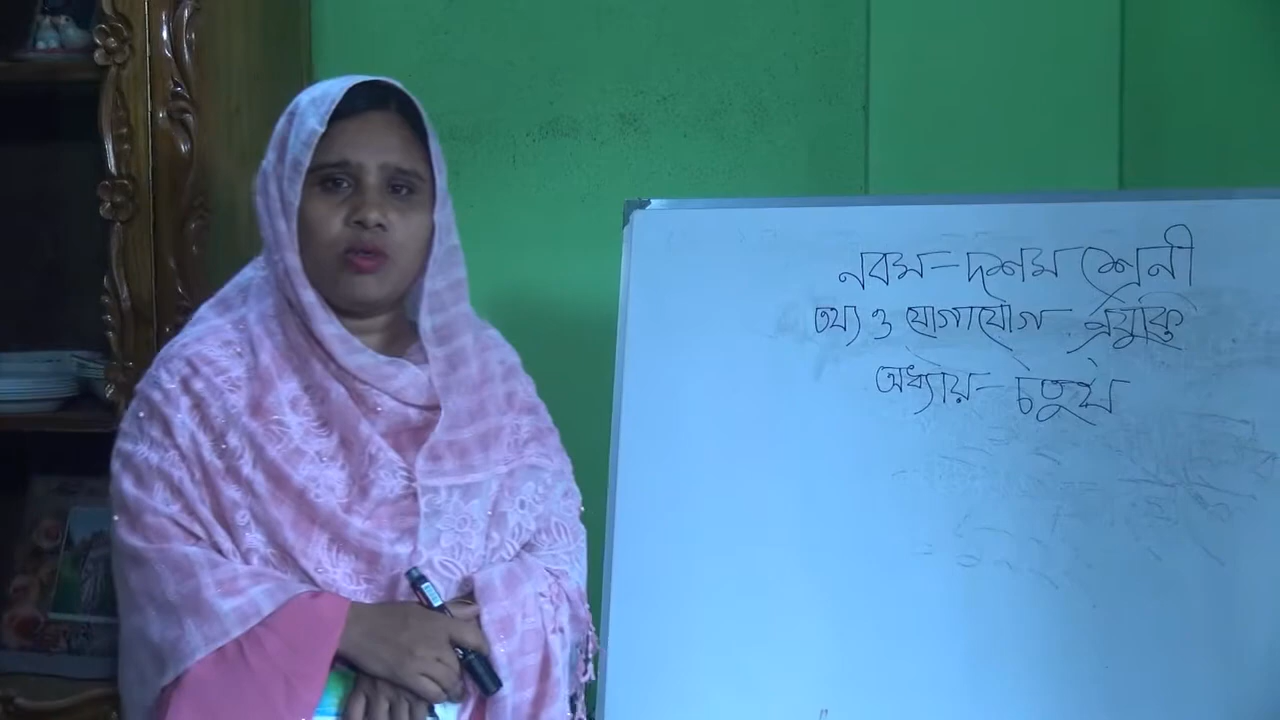 নবম-দশম শ্রেনী
তথ্য ও যোগাযোগ প্রযুক্তি
অধ্যায়- চতুর্থ